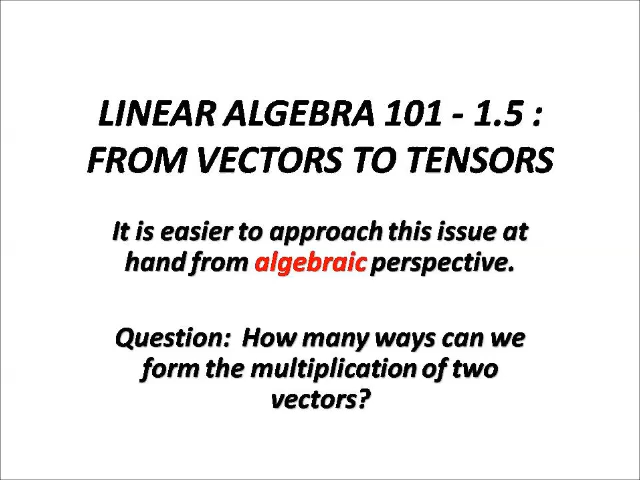 LINEAR ALGEBRA 101 - 1.5 :
FROM VECTORS TO TENSORS
It is easier to approach this issue at
hand from algebraic perspective.
Question:  How many ways can we
form the multiplication of two
vectors?